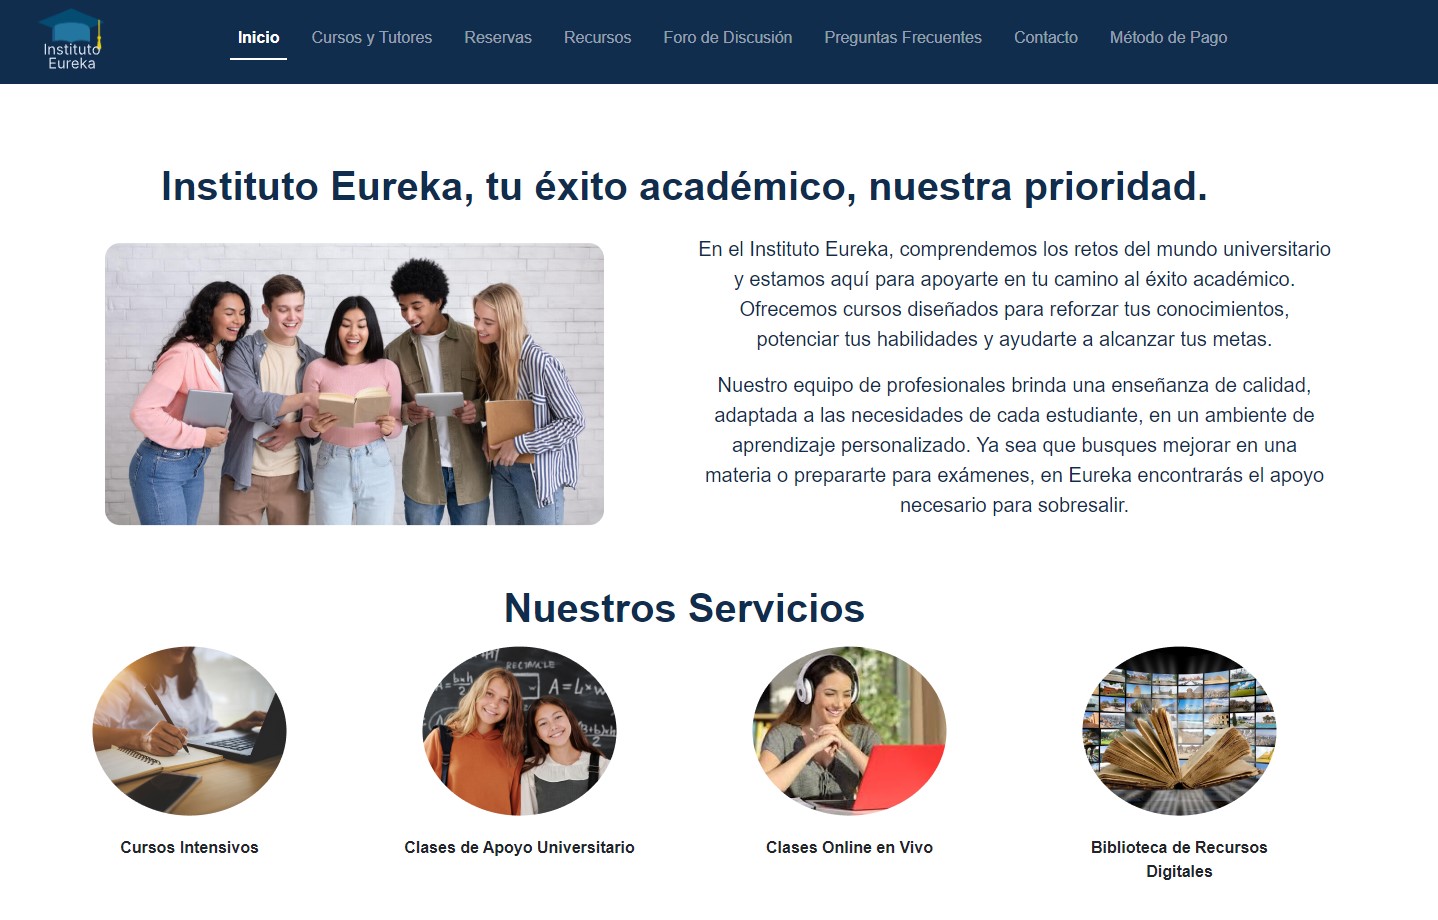 Instituto
Eureka
Inicio
Cursos y Tutores
Reservas
Recursos
Foro de Discusión
Preguntas Frecuentes
Contacto
Método de Pago
Instituto Eureka, tu éxito académico, nuestra prioridad.
En el Instituto Eureka, comprendemos los retos del mundo universitario
y estamos aquí para apoyarte en tu camino al éxito académico.
Ofrecemos cursos diseñados para reforzar tus conocimientos,
potenciar tus habilidades y ayudarte a alcanzar tus metas.
Nuestro equipo de profesionales brinda una enseñanza de calidad,
adaptada a las necesidades de cada estudiante, en un ambiente de
aprendizaje personalizado. Ya sea que busques mejorar en una
materia o prepararte para exámenes, en Eureka encontrarás el apoyo
necesario para sobresalir.
Nuestros Servicios
RECTANGLE
Cursos Intensivos
Clases de Apoyo Universitario
Clases Online en Vivo
Biblioteca de Recursos
Digitales